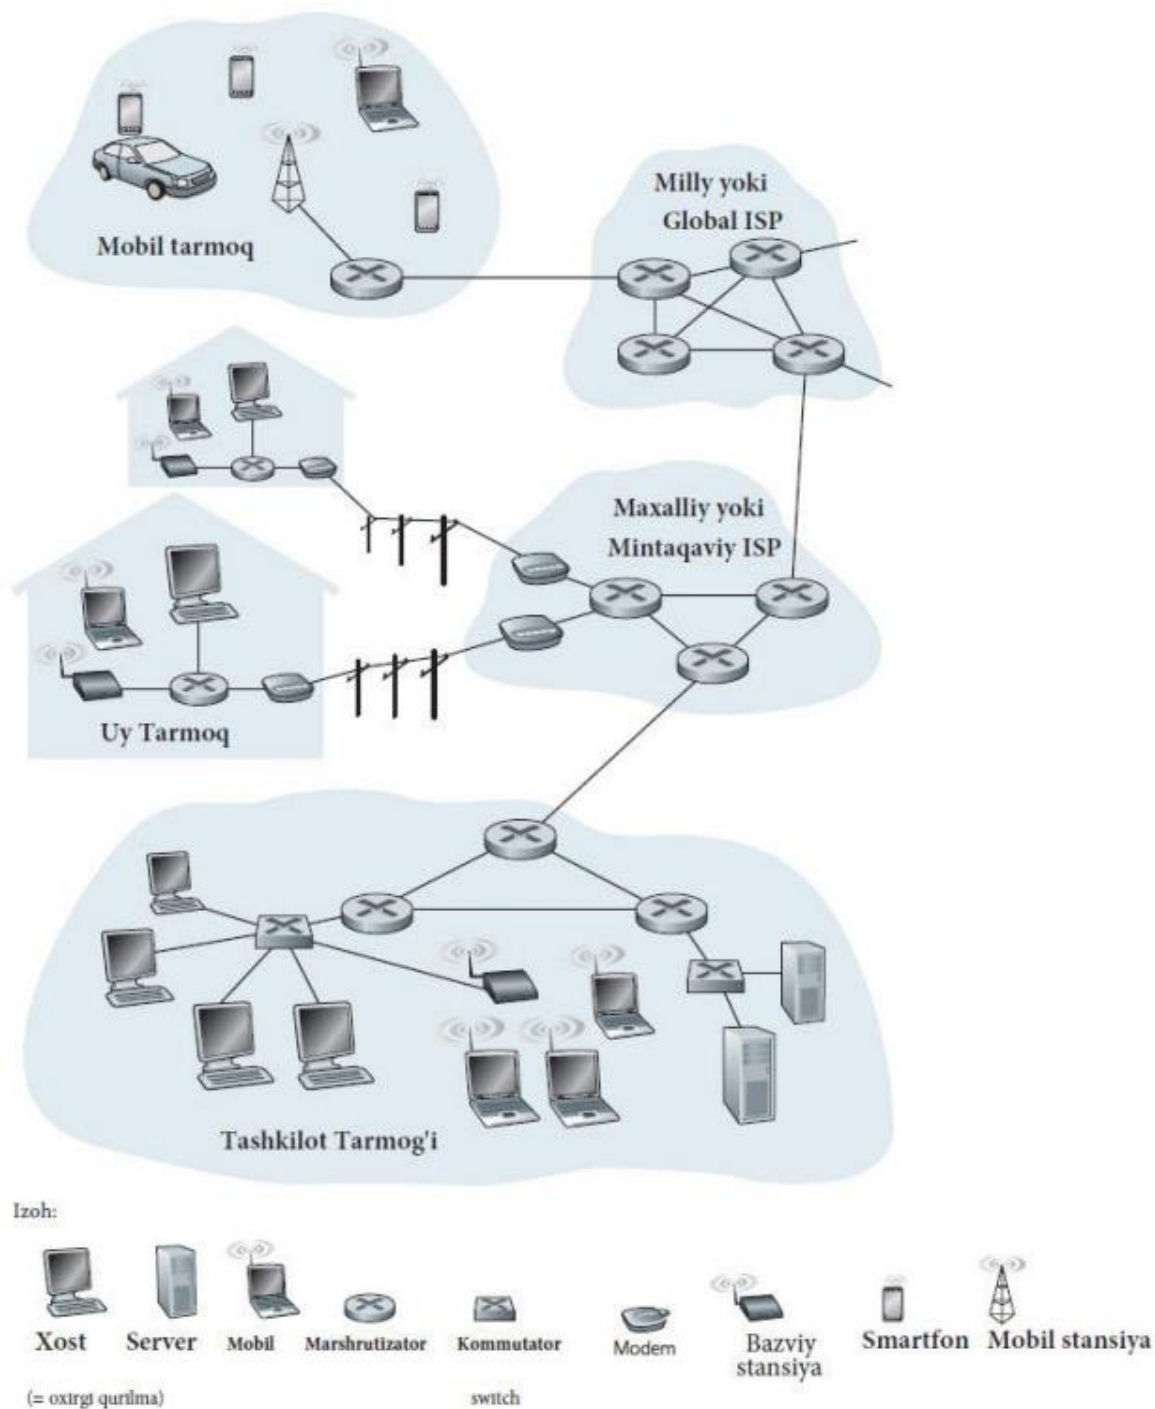 Mobil tarmoq
Milly yoki
Global ISP
Maxalliy yoki
Mintaqaviy ISP
Uy Tarmoq
Tashkilot Tarmog'i
Izoh:
Xost
Server
Mobil
Marshrutizator
Kommutator
Modem
Bazviy
stansiya
Smartfon
Mobil stansiya
(= oxirgi qurilma)
switch